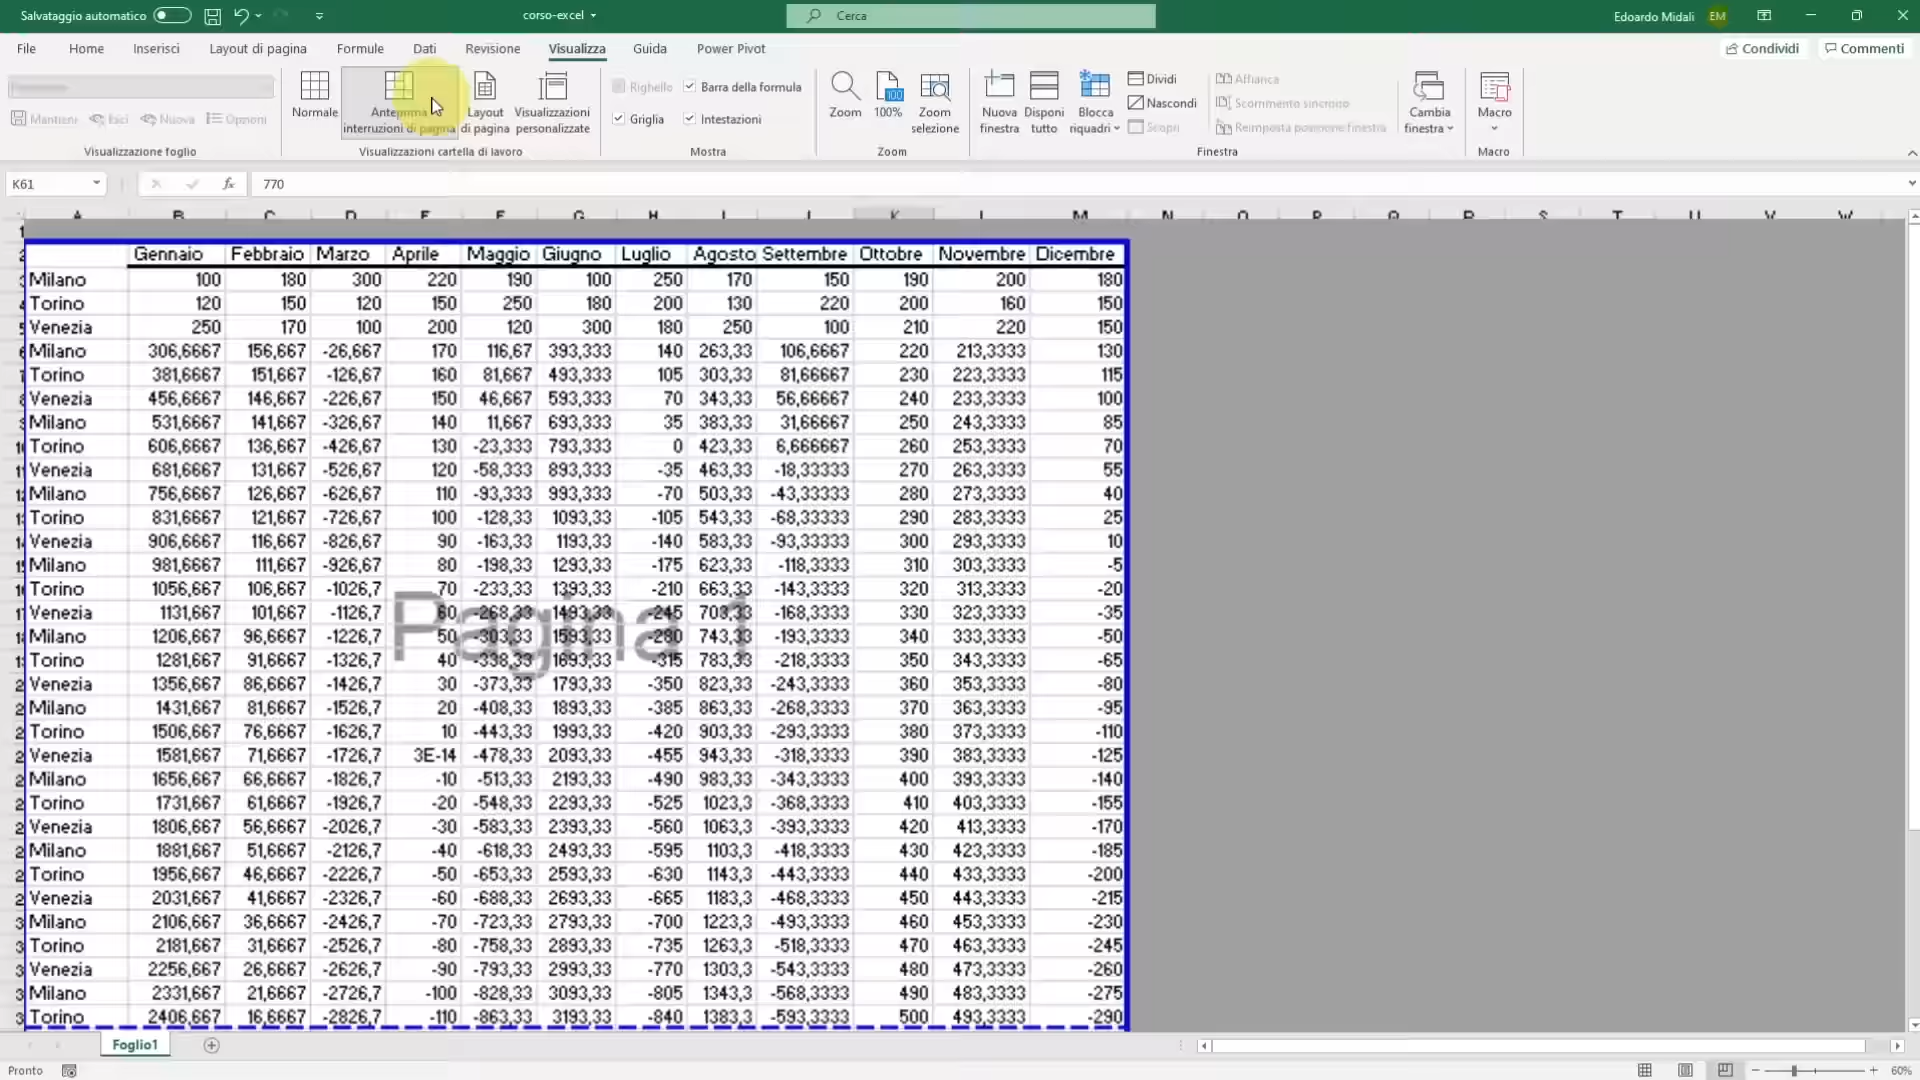 Salvataggio automatico corso-excel Cerca Edoardo Midali EM
File Home Inserisci Layout di pagina Formule Dati Revisione Visualizza Guida Power Pivot Condividi Commenti
Normale Anteprima interruzioni di pagina Layout di pagina Visualizzazioni personalizzate
Mantieni Esci Nuova Opzioni
Visualizzazione foglio
Visualizzazioni cartella di lavoro
Righello Barra della formula
Griglia Intestazioni
Mostra
Zoom 100% Zoom selezione
Zoom
Nuova finestra Disponi tutto Blocca riquadri
Dividi
Nascondi
Scopri
Affianca
Scorrimento sincrono
Reimposta posizione finestra
Cambia finestra
Finestra
Macro
Macro
K61 fx 770
Gennaio Febbraio Marzo Aprile Maggio Giugno Luglio Agosto Settembre Ottobre Novembre Dicembre
Milano 100 180 300 220 190 100 250 170 150 190 200 180
Torino 120 150 120 150 250 180 200 130 220 200 160 150
Venezia 250 170 100 200 120 300 180 250 100 210 220 150
Milano 306,6667 156,667 -26,667 170 116,67 393,333 140 263,33 106,6667 220 213,3333 130
Torino 381,6667 151,667 -126,67 160 81,667 493,333 105 303,33 81,66667 230 223,3333 115
Venezia 456,6667 146,667 -226,67 150 46,667 593,333 70 343,33 56,66667 240 233,3333 100
Milano 531,6667 141,667 -326,67 140 11,667 693,333 35 383,33 31,66667 250 243,3333 85
Torino 606,6667 136,667 -426,67 130 -23,333 793,333 0 423,33 6,666667 260 253,3333 70
Venezia 681,6667 131,667 -526,67 120 -58,333 893,333 -35 463,33 -18,33333 270 263,3333 55
Milano 756,6667 126,667 -626,67 110 -93,333 993,333 -70 503,33 -43,33333 280 273,3333 40
Torino 831,6667 121,667 -726,67 100 -128,33 1093,33 -105 543,33 -68,33333 290 283,3333 25
Venezia 906,6667 116,667 -826,67 90 -163,33 1193,33 -140 583,33 -93,33333 300 293,3333 10
Milano 981,6667 111,667 -926,67 80 -198,33 1293,33 -175 623,33 -118,3333 310 303,3333 -5
Torino 1056,667 106,667 -1026,7 70 -233,33 1393,33 -210 663,33 -143,3333 320 313,3333 -20
Venezia 1131,667 101,667 -1126,7 60 -268,33 1493,33 -245 703,33 -168,3333 330 323,3333 -35
Pagina 1
Milano 1206,667 96,6667 -1226,7 50 -303,33 1593,33 -280 743,33 -193,3333 340 333,3333 -50
Torino 1281,667 91,6667 -1326,7 40 -338,33 1693,33 -315 783,33 -218,3333 350 343,3333 -65
Venezia 1356,667 86,6667 -1426,7 30 -373,33 1793,33 -350 823,33 -243,3333 360 353,3333 -80
Milano 1431,667 81,6667 -1526,7 20 -408,33 1893,33 -385 863,33 -268,3333 370 363,3333 -95
Torino 1506,667 76,6667 -1626,7 10 -443,33 1993,33 -420 903,33 -293,3333 380 373,3333 -110
Venezia 1581,667 71,6667 -1726,7 3E-14 -478,33 2093,33 -455 943,33 -318,3333 390 383,3333 -125
Milano 1656,667 66,6667 -1826,7 -10 -513,33 2193,33 -490 983,33 -343,3333 400 393,3333 -140
Torino 1731,667 61,6667 -1926,7 -20 -548,33 2293,33 -525 1023,3 -368,3333 410 403,3333 -155
Venezia 1806,667 56,6667 -2026,7 -30 -583,33 2393,33 -560 1063,3 -393,3333 420 413,3333 -170
Milano 1881,667 51,6667 -2126,7 -40 -618,33 2493,33 -595 1103,3 -418,3333 430 423,3333 -185
Torino 1956,667 46,6667 -2226,7 -50 -653,33 2593,33 -630 1143,3 -443,3333 440 433,3333 -200
Venezia 2031,667 41,6667 -2326,7 -60 -688,33 2693,33 -665 1183,3 -468,3333 450 443,3333 -215
Milano 2106,667 36,6667 -2426,7 -70 -723,33 2793,33 -700 1223,3 -493,3333 460 453,3333 -230
Torino 2181,667 31,6667 -2526,7 -80 -758,33 2893,33 -735 1263,3 -518,3333 470 463,3333 -245
Venezia 2256,667 26,6667 -2626,7 -90 -793,33 2993,33 -770 1303,3 -543,3333 480 473,3333 -260
Milano 2331,667 21,6667 -2726,7 -100 -828,33 3093,33 -805 1343,3 -568,3333 490 483,3333 -275
Torino 2406,667 16,6667 -2826,7 -110 -863,33 3193,33 -840 1383,3 -593,3333 500 493,3333 -290
Foglio1
Pronto 60%